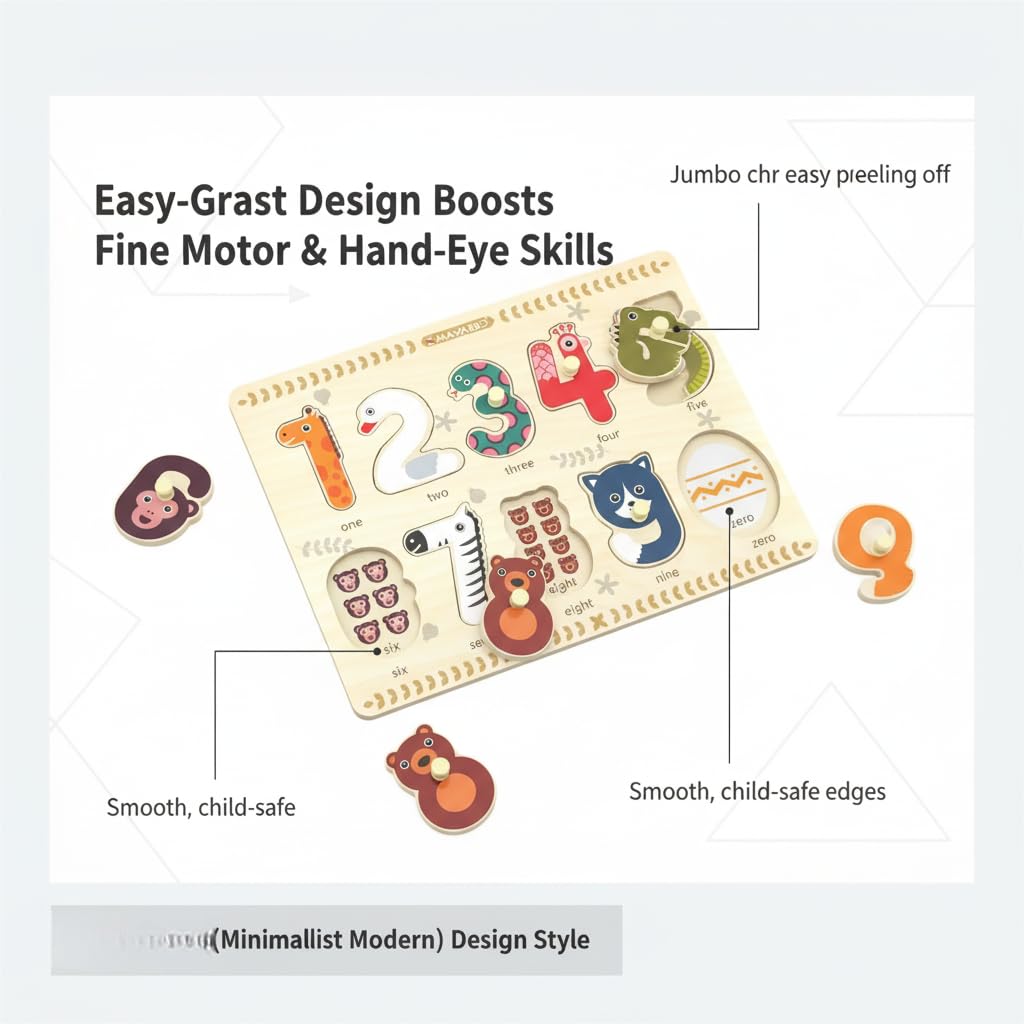 Easy-Grast Design Boosts
Fine Motor & Hand-Eye Skills
Jumbo chr easy preeling off
one
two
three
four
five
six
six
eight
eight
nine
zero
zero
Smooth, child-safe
Smooth, child-safe edges
(Minimallist Modern) Design Style